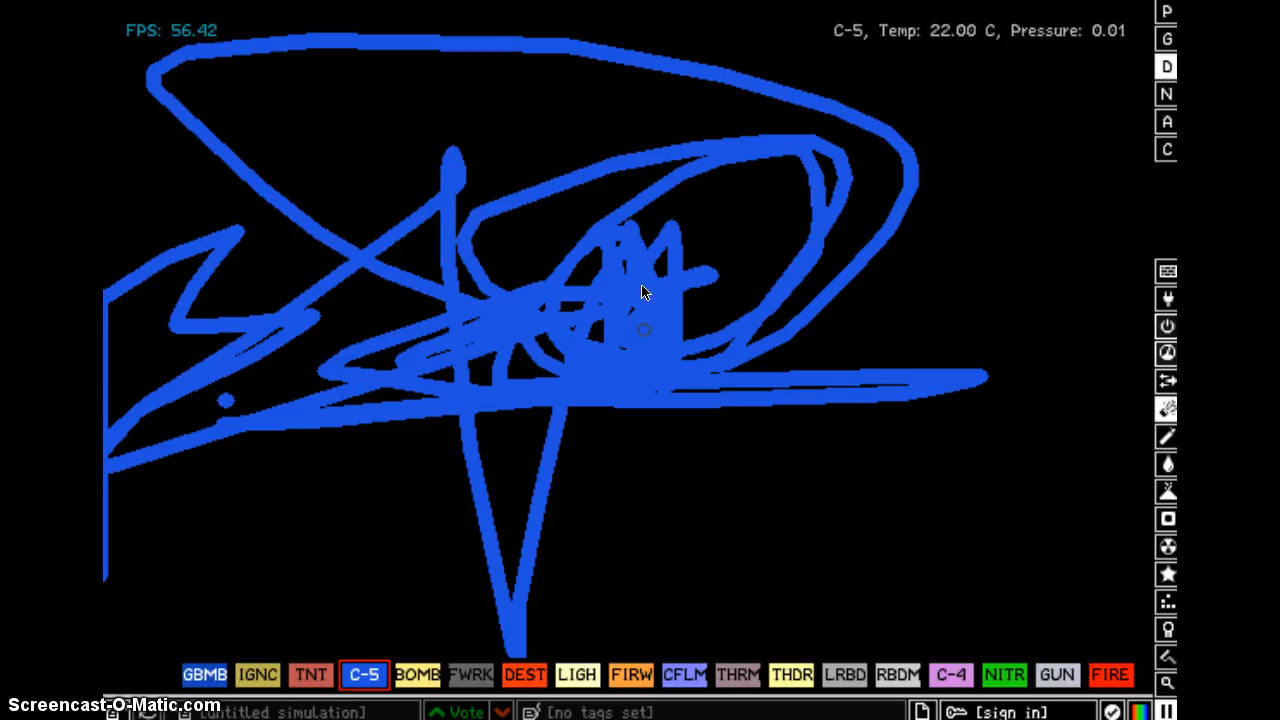 FPS: 56.42
C-5, Temp: 22.00 C, Pressure: 0.01
P
G
D
N
A
C
GBMB IGNC TNT C-5 BOMB FWRK DEST LIGH FIRW CFLM THRM THDR LRBD RBDM C-4 NITR GUN FIRE
[untitled simulation] Vote [no tags set] [sign in]
Screencast-O-Matic.com